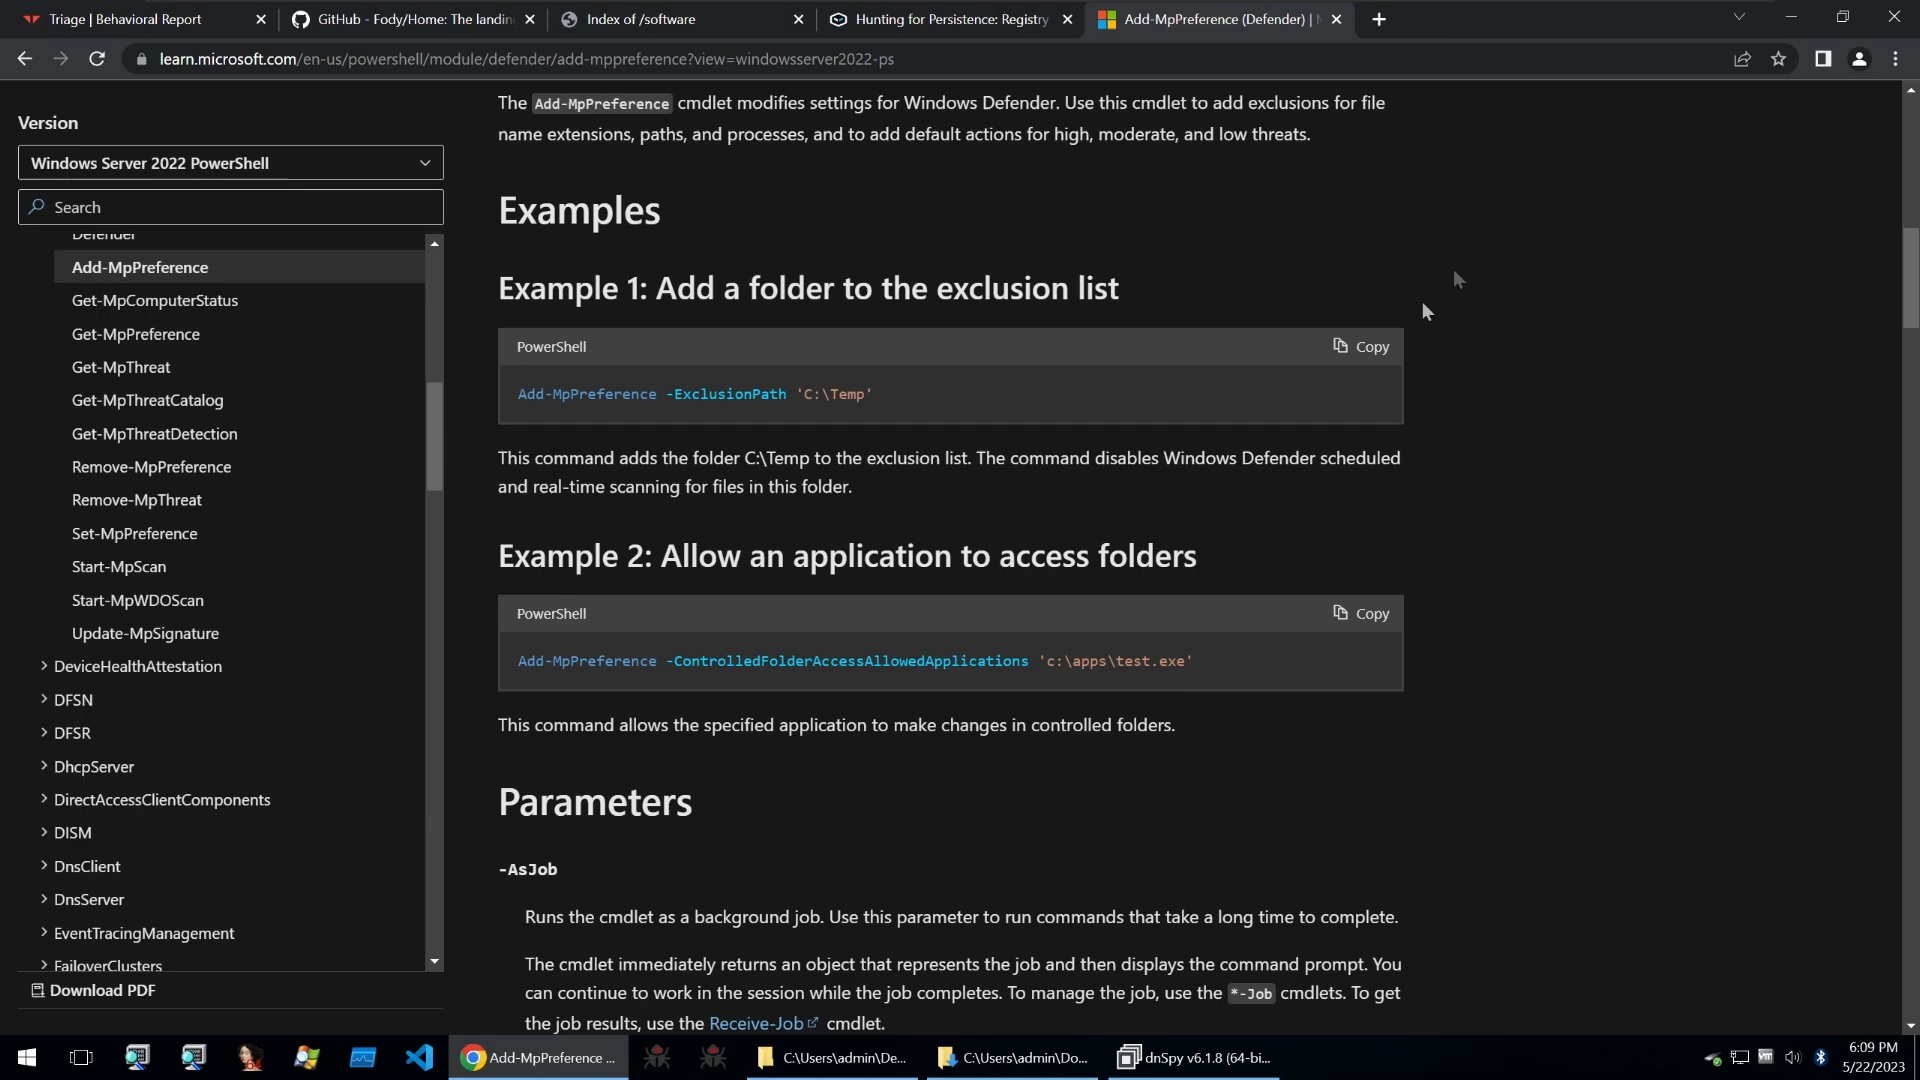 Triage | Behavioral Report
GitHub - Fody/Home: The landin
Index of /software
Hunting for Persistence: Registry
Add-MpPreference (Defender) | M
learn.microsoft.com/en-us/powershell/module/defender/add-mppreference?view=windowsserver2022-ps
Version
Windows Server 2022 PowerShell
Search
Defender
Add-MpPreference
Get-MpComputerStatus
Get-MpPreference
Get-MpThreat
Get-MpThreatCatalog
Get-MpThreatDetection
Remove-MpPreference
Remove-MpThreat
Set-MpPreference
Start-MpScan
Start-MpWDOScan
Update-MpSignature
DeviceHealthAttestation
DFSN
DFSR
DhcpServer
DirectAccessClientComponents
DISM
DnsClient
DnsServer
EventTracingManagement
FailoverClusters
Download PDF
The Add-MpPreference cmdlet modifies settings for Windows Defender. Use this cmdlet to add exclusions for file
name extensions, paths, and processes, and to add default actions for high, moderate, and low threats.
Examples
Example 1: Add a folder to the exclusion list
PowerShell
Copy
Add-MpPreference -ExclusionPath 'C:\Temp'
This command adds the folder C:\Temp to the exclusion list. The command disables Windows Defender scheduled
and real-time scanning for files in this folder.
Example 2: Allow an application to access folders
PowerShell
Copy
Add-MpPreference -ControlledFolderAccessAllowedApplications 'c:\apps\test.exe'
This command allows the specified application to make changes in controlled folders.
Parameters
-AsJob
Runs the cmdlet as a background job. Use this parameter to run commands that take a long time to complete.
The cmdlet immediately returns an object that represents the job and then displays the command prompt. You
can continue to work in the session while the job completes. To manage the job, use the *-Job cmdlets. To get
the job results, use the Receive-Job cmdlet.
Add-MpPreference ...
C:\Users\admin\De...
C:\Users\admin\Do...
dnSpy v6.1.8 (64-bi...
6:09 PM
5/22/2023